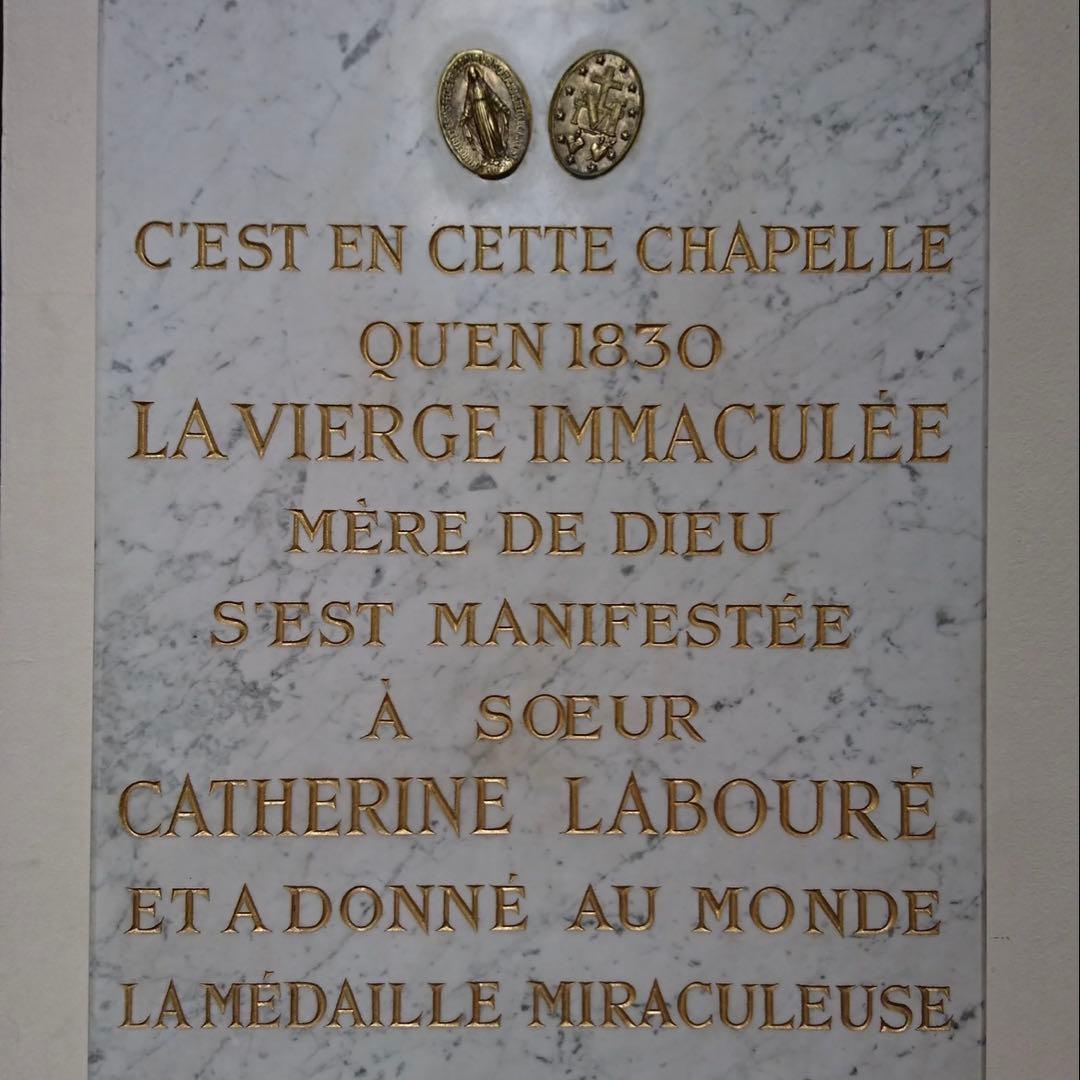 C'EST EN CETTE CHAPELLE
QU'EN 1830
LA VIERGE IMMACULÉE
MÈRE DE DIEU
S'EST MANIFESTÉE
À SŒUR
CATHERINE LABOURÉ
ET A DONNÉ AU MONDE
LA MÉDAILLE MIRACULEUSE